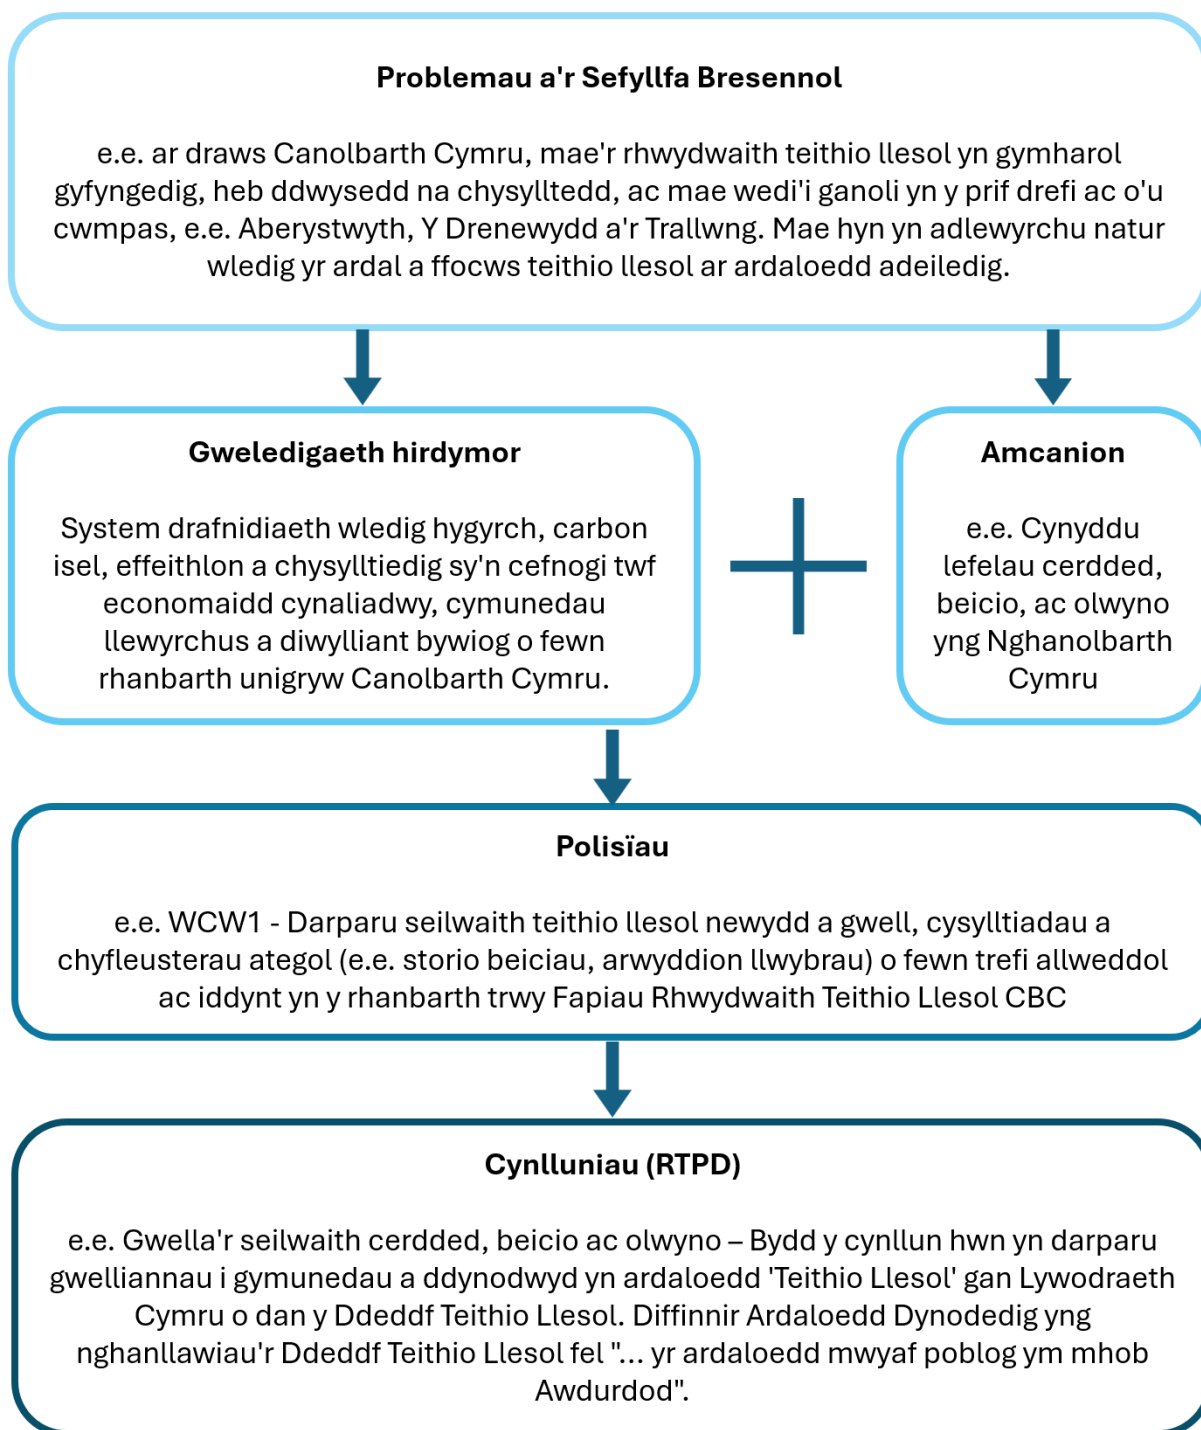 Problemau a'r Sefyllfa Bresennol
e.e. ar draws Canolbarth Cymru, mae'r rhwydwaith teithio llesol yn gymharol
gyfyngedig, heb ddwysedd na chysylltedd, ac mae wedi'i ganoli yn y prif drefi ac o'u
cwmpas, e.e. Aberystwyth, Y Drenewydd a'r Trallwng. Mae hyn yn adlewyrchu natur
wledig yr ardal a ffocws teithio llesol ar ardaloedd adeiledig.
Gweledigaeth hirdymor
System drafnidiaeth wledig hygyrch, carbon
isel, effeithlon a chysylltiedig sy'n cefnogi twf
economaidd cynaliadwy, cymunedau
llewyrchus a diwylliant bywiog o fewn
rhanbarth unigryw Canolbarth Cymru.
Amcanion
e.e. Cynyddu
lefelau cerdded,
beicio, ac olwyno
yng Nghanolbarth
Cymru
Polisïau
e.e. WCW1 - Darparu seilwaith teithio llesol newydd a gwell, cysylltiadau a
chyfleusterau ategol (e.e. storio beiciau, arwyddion llwybrau) o fewn trefi allweddol
ac iddynt yn y rhanbarth trwy Fapiau Rhwydwaith Teithio Llesol CBC
Cynlluniau (RTPD)
e.e. Gwella'r seilwaith cerdded, beicio ac olwyno – Bydd y cynllun hwn yn darparu
gwelliannau i gymunedau a ddynodwyd yn ardaloedd 'Teithio Llesol' gan Lywodraeth
Cymru o dan y Ddeddf Teithio Llesol. Diffinnir Ardaloedd Dynodedig yng
nghanllawiau'r Ddeddf Teithio Llesol fel "... yr ardaloedd mwyaf poblog ym mhob
Awdurdod".